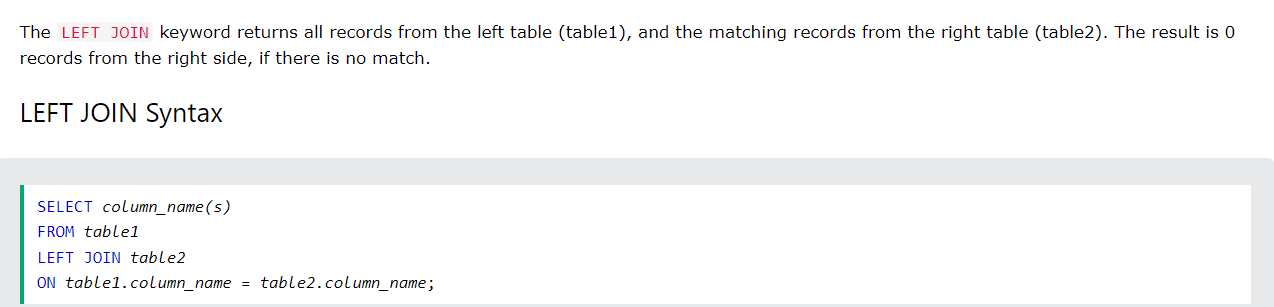 The LEFT JOIN keyword returns all records from the left table (table1), and the matching records from the right table (table2). The result is 0
records from the right side, if there is no match.
LEFT JOIN Syntax
SELECT column_name(s)
FROM table1
LEFT JOIN table2
ON table1.column_name = table2.column_name;